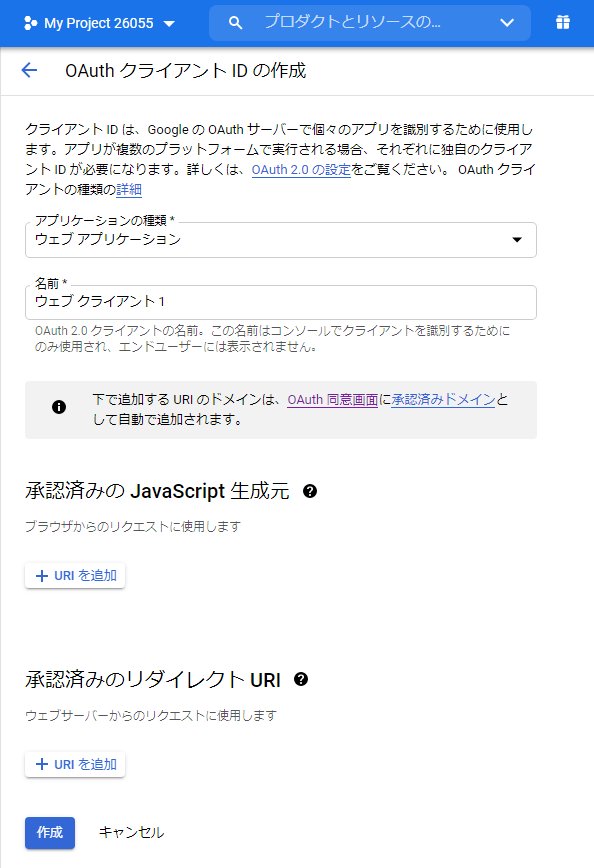 My Project 26055
プロダクトとリソースの...
OAuth クライアント ID の作成
クライアント ID は、Google の OAuth サーバーで個々のアプリを識別するために使用し
ます。アプリが複数のプラットフォームで実行される場合、それぞれに独自のクライア
ント ID が必要になります。詳しくは、OAuth 2.0 の設定をご覧ください。 OAuth クライ
アントの種類の詳細
アプリケーションの種類 *
ウェブ アプリケーション
名前 *
ウェブ クライアント 1
OAuth 2.0 クライアントの名前。この名前はコンソールでクライアントを識別するために
のみ使用され、エンドユーザーには表示されません。
下で追加する URI のドメインは、OAuth 同意画面に承認済みドメインと
して自動で追加されます。
承認済みの JavaScript 生成元
ブラウザからのリクエストに使用します
+ URI を追加
承認済みのリダイレクト URI
ウェブサーバーからのリクエストに使用します
+ URI を追加
作成 キャンセル